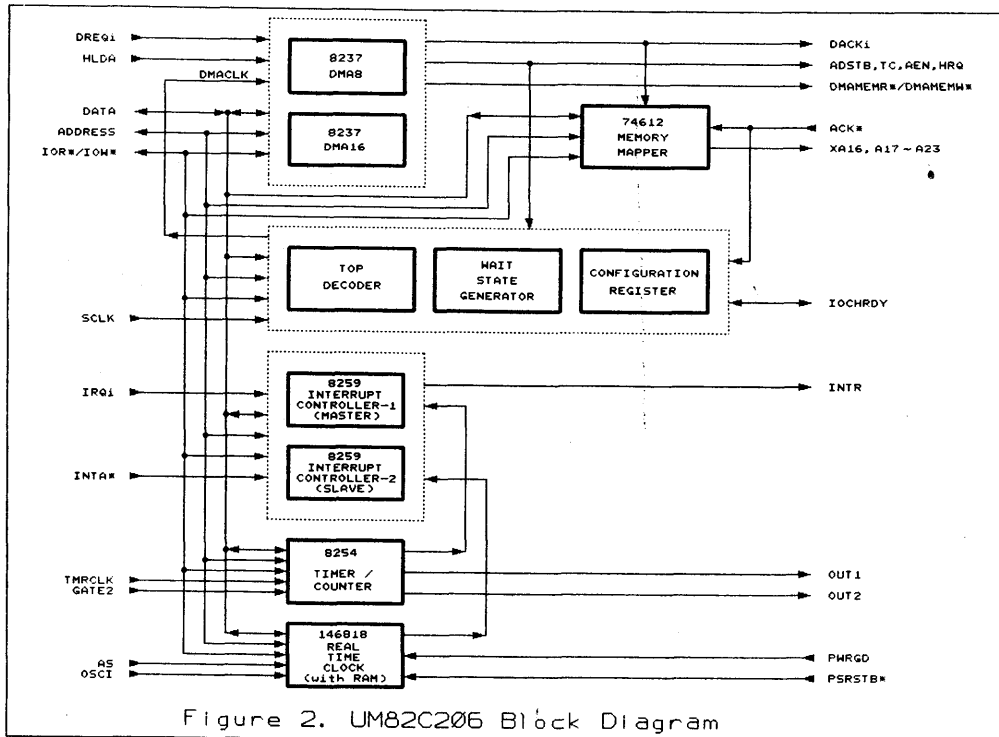 DREQi
HLDA
DMACLK
DATA
ADDRESS
IOR*/IOW*
8237
DMA8
8237
DMA16
DACKi
ADSTB,TC,AEN,HRQ
DMAMEMR*/DMAMEMW*
74612
MEMORY
MAPPER
ACK*
XA16, A17 ~ A23
TOP
DECODER
WAIT
STATE
GENERATOR
CONFIGURATION
REGISTER
SCLK
IOCHRDY
IRQi
INTA*
8259
INTERRUPT
CONTROLLER-1
(MASTER)
8259
INTERRUPT
CONTROLLER-2
(SLAVE)
INTR
TMRCLK
GATE2
8254
TIMER /
COUNTER
OUT1
OUT2
AS
OSCI
146818
REAL
TIME
CLOCK
(with RAM)
PWRGD
PSRSTB*
Figure 2. UM82C206 Block Diagram